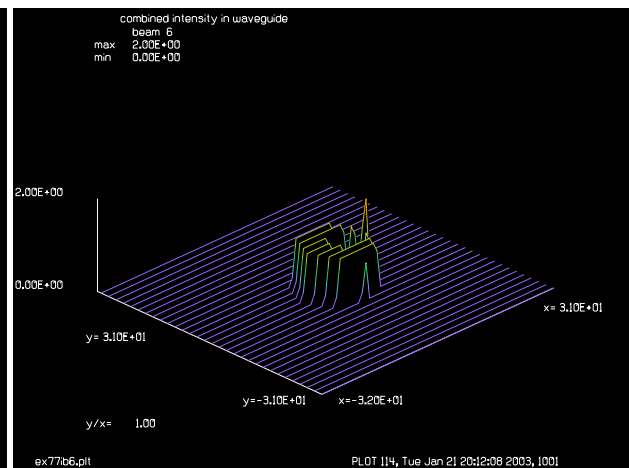 combined intensity in waveguide
beam 6
max 2.00E+00
min 0.00E+00
2.00E+00
0.00E+00
x= 3.10E+01
y= 3.10E+01
y=-3.10E+01 x=-3.20E+01
y/x= 1.00
ex77ib6.plt PLOT 114, Tue Jan 21 20:12:08 2003, 1001